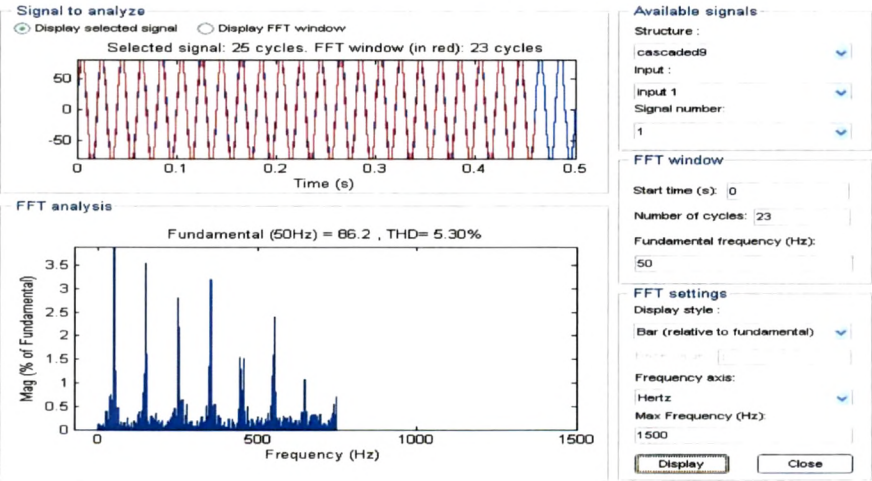 Signal to analyze
Display selected signal Display FFT window
Selected signal: 25 cycles. FFT window (in red): 23 cycles
50
0
-50
0 0.1 0.2 0.3 0.4 0.5
Time (s)
FFT analysis
Fundamental (50Hz) = 86.2 , THD= 5.30%
Mag (% of Fundamental)
3.5
3
2.5
2
1.5
1
0.5
0
0 500 1000 1500
Frequency (Hz)
Available signals
Structure :
cascaded9
Input :
input 1
Signal number:
1
FFT window
Start time (s): 0
Number of cycles: 23
Fundamental frequency (Hz):
50
FFT settings
Display style :
Bar (relative to fundamental)
Frequency axis:
Hertz
Max Frequency (Hz):
1500
Display Close